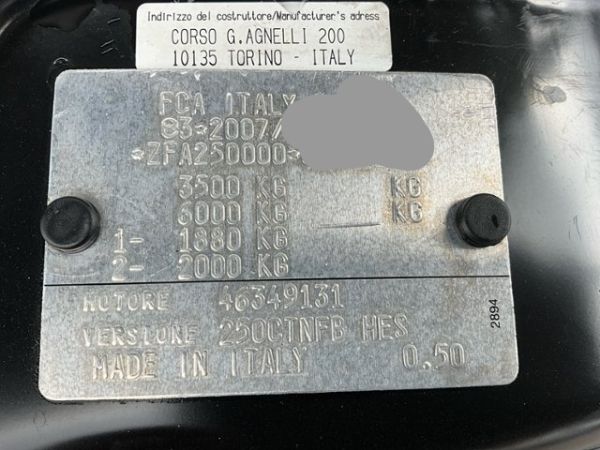 Indirizzo del costruttore/Manufacturer's adress
CORSO G.AGNELLI 200
10135 TORINO - ITALY
FCA ITALY
e3*2007/
*ZFA250000*
3500 KG KG
6000 KG KG
1- 1880 KG
2- 2000 KG
MOTORE 46349131
VERSIONE 250CTNFB HES
MADE IN ITALY 0.50
2894